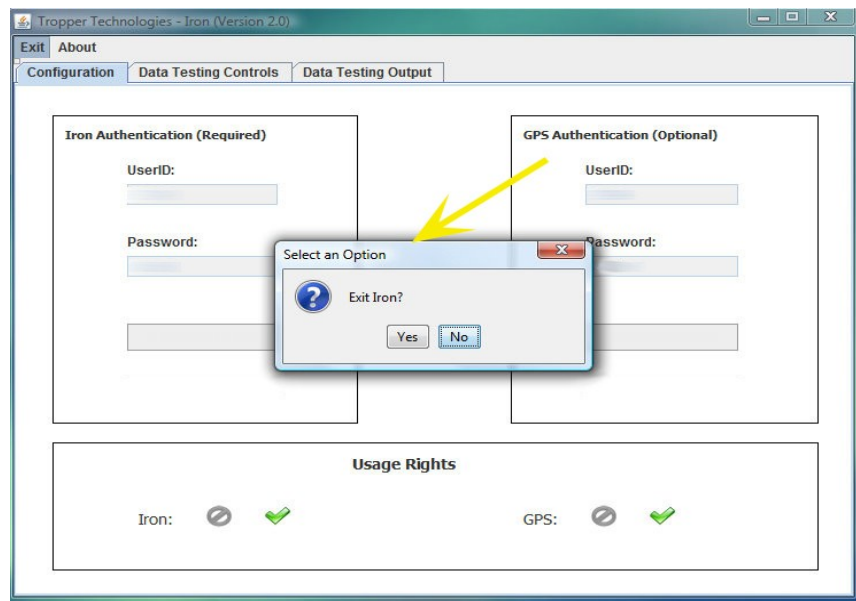 Tropper Technologies - Iron (Version 2.0)
Exit About
Configuration Data Testing Controls Data Testing Output
Iron Authentication (Required)
UserID:
Password:
GPS Authentication (Optional)
UserID:
Password:
Select an Option
Exit Iron?
Yes No
Usage Rights
Iron:
GPS: